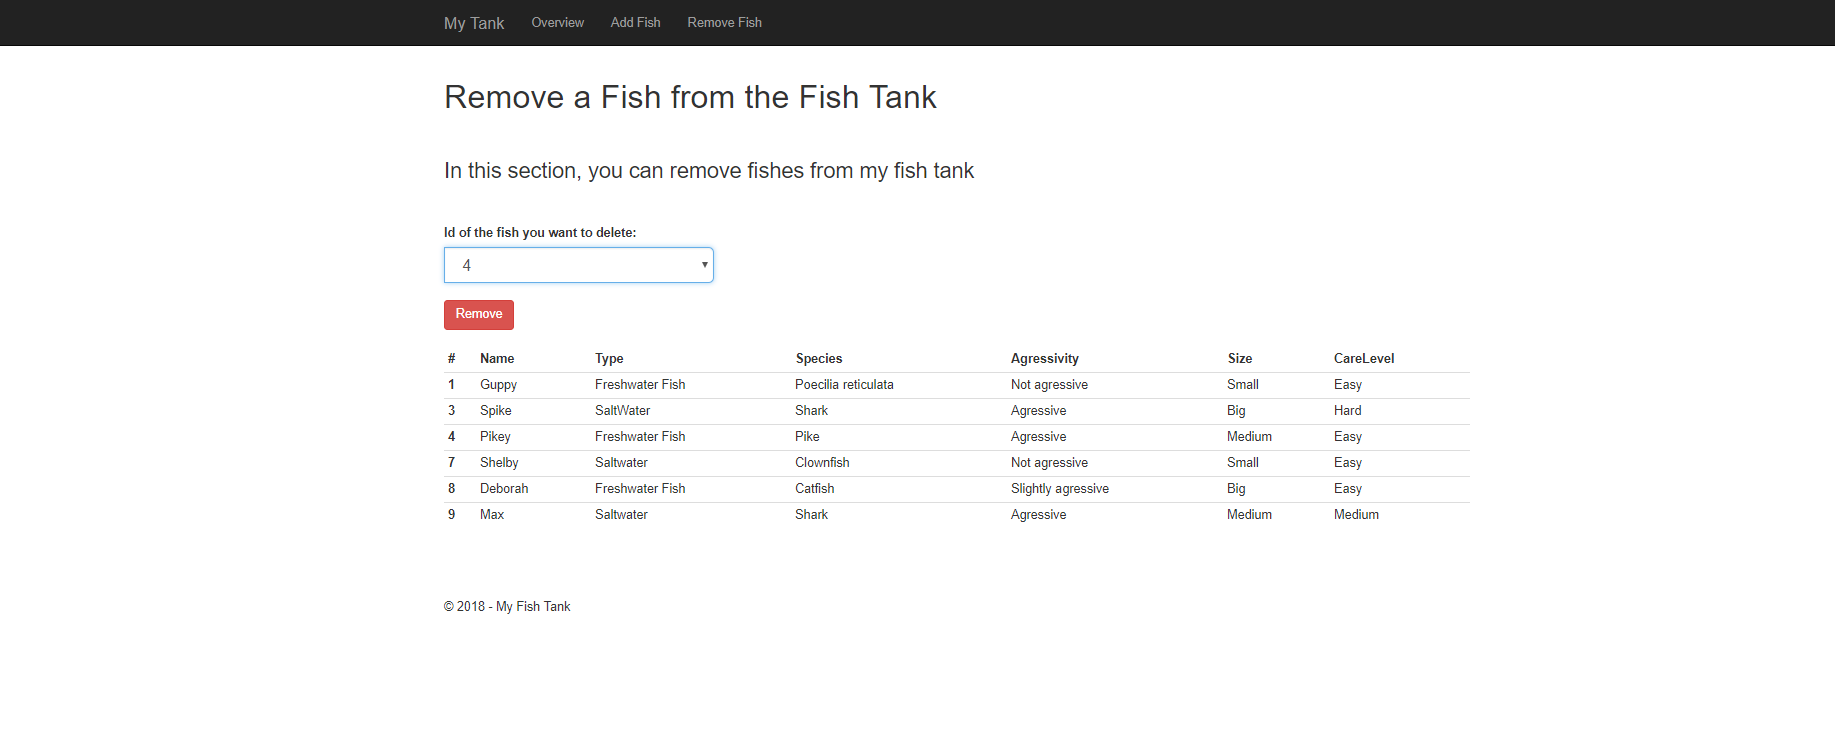 My Tank Overview Add Fish Remove Fish
Remove a Fish from the Fish Tank
In this section, you can remove fishes from my fish tank
Id of the fish you want to delete:
4
Remove
# Name Type Species Agressivity Size CareLevel
1 Guppy Freshwater Fish Poecilia reticulata Not agressive Small Easy
3 Spike SaltWater Shark Agressive Big Hard
4 Pikey Freshwater Fish Pike Agressive Medium Easy
7 Shelby Saltwater Clownfish Not agressive Small Easy
8 Deborah Freshwater Fish Catfish Slightly agressive Big Easy
9 Max Saltwater Shark Agressive Medium Medium
© 2018 - My Fish Tank